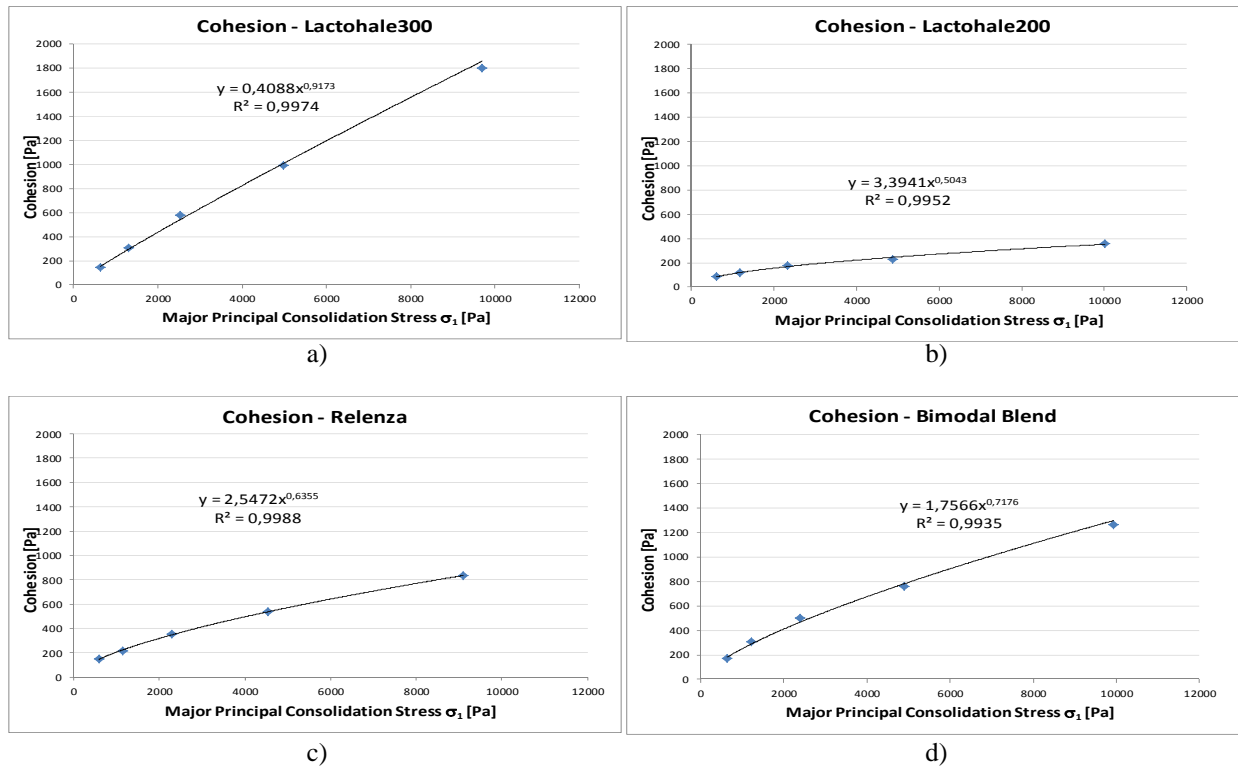 Cohesion - Lactohale300
2000
1800
1600
1400
1200
1000
800
600
400
200
0
Cohesion [Pa]
y = 0,4088x^0,9173
R² = 0,9974
0 2000 4000 6000 8000 10000 12000
Major Principal Consolidation Stress σ₁ [Pa]
a)
Cohesion - Lactohale200
2000
1800
1600
1400
1200
1000
800
600
400
200
0
Cohesion [Pa]
y = 3,3941x^0,5043
R² = 0,9952
0 2000 4000 6000 8000 10000 12000
Major Principal Consolidation Stress σ₁ [Pa]
b)
Cohesion - Relenza
2000
1800
1600
1400
1200
1000
800
600
400
200
0
Cohesion [Pa]
y = 2,5472x^0,6355
R² = 0,9988
0 2000 4000 6000 8000 10000 12000
Major Principal Consolidation Stress σ₁ [Pa]
c)
Cohesion - Bimodal Blend
2000
1800
1600
1400
1200
1000
800
600
400
200
0
Cohesion [Pa]
y = 1,7566x^0,7176
R² = 0,9935
0 2000 4000 6000 8000 10000 12000
Major Principal Consolidation Stress σ₁ [Pa]
d)